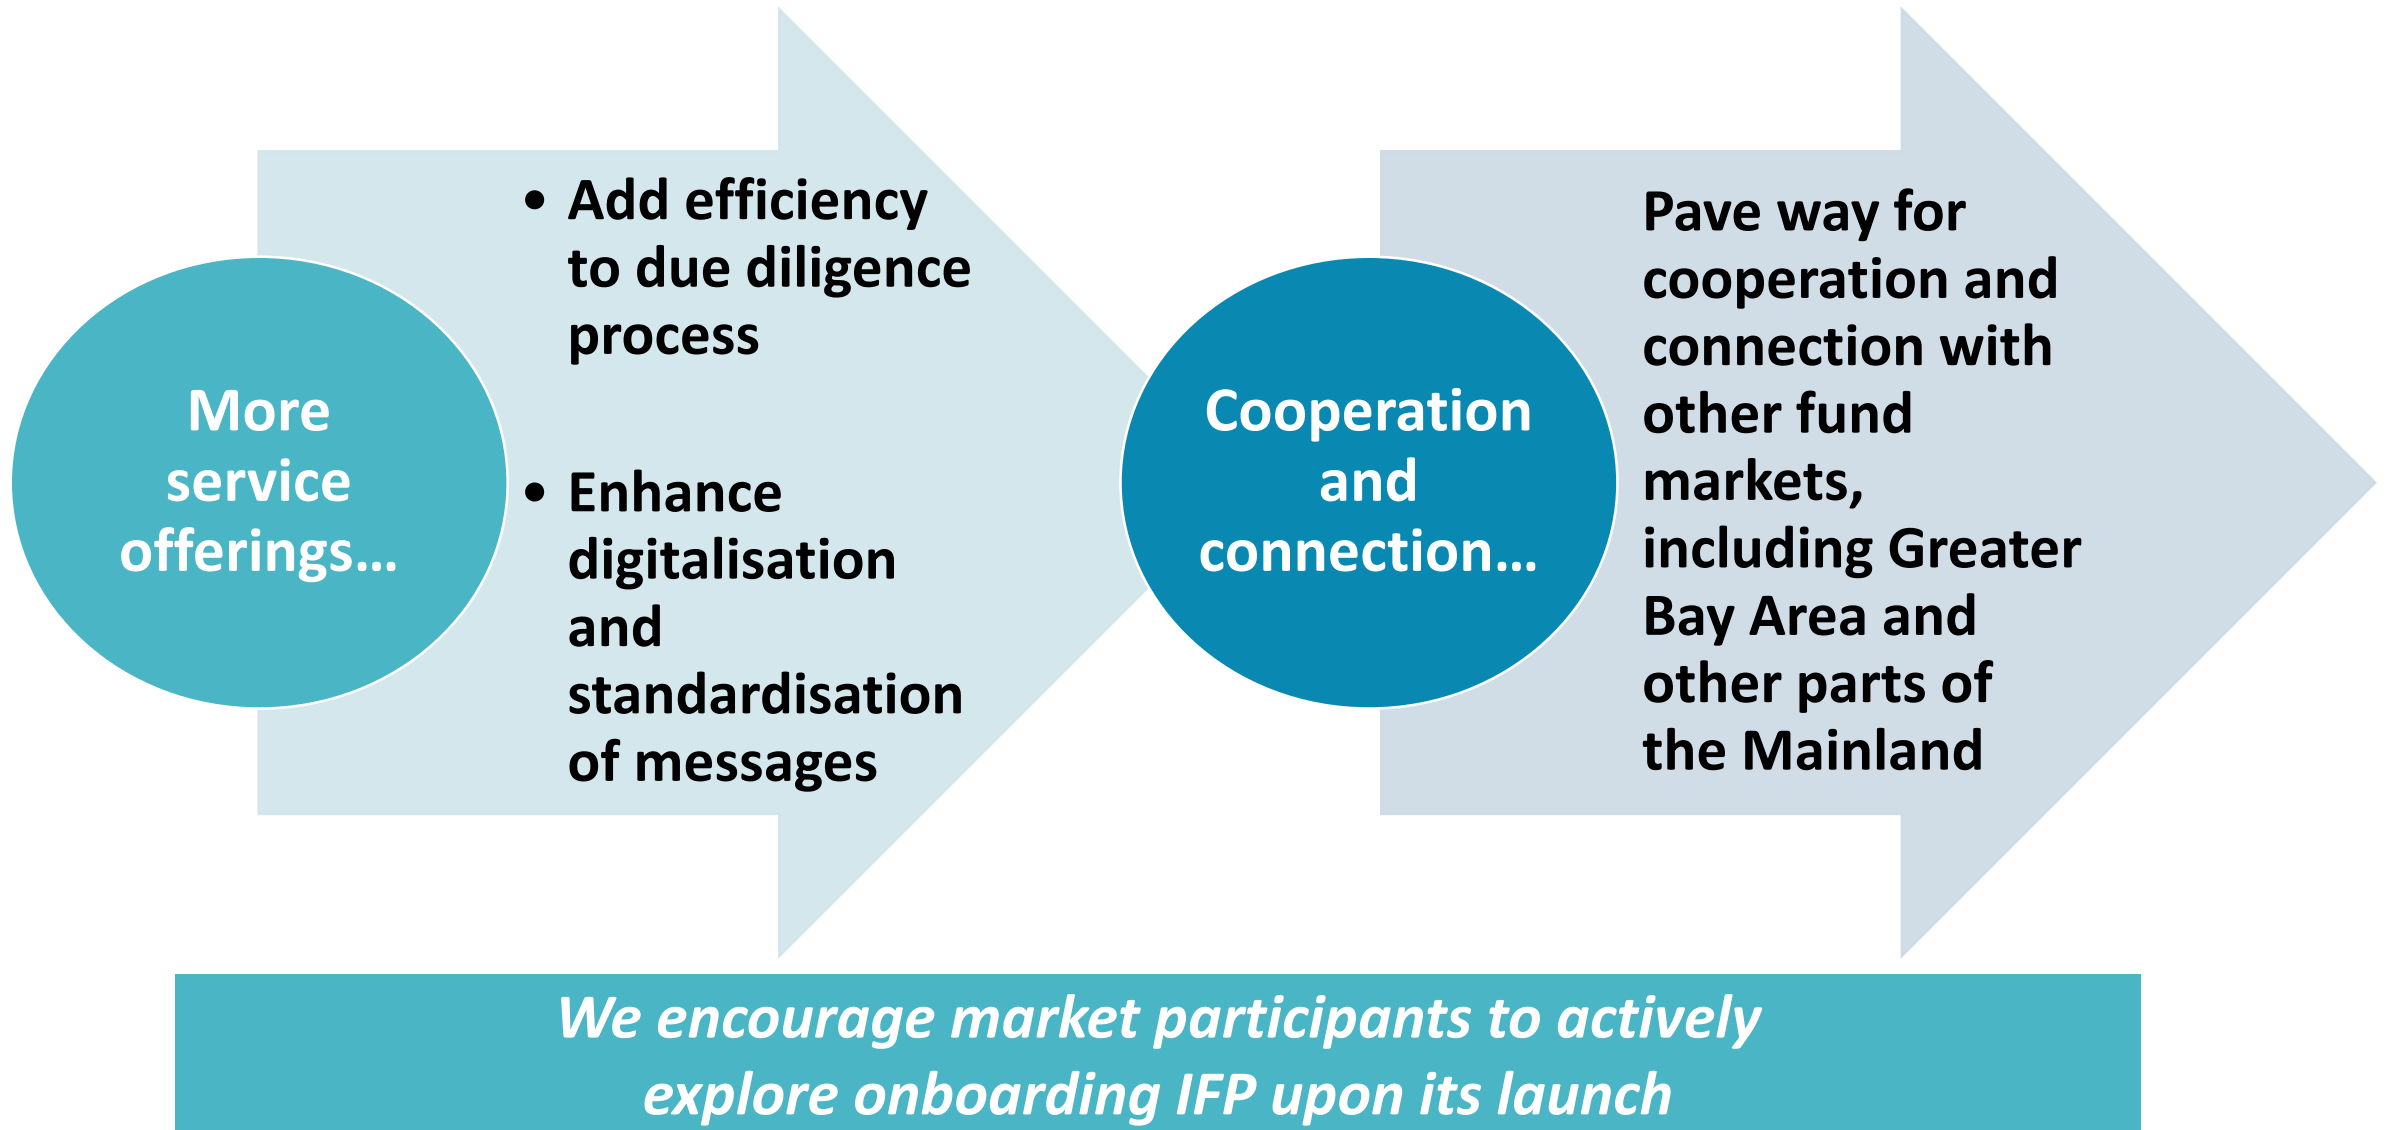 More
service
offerings…
• Add efficiency
to due diligence
process
• Enhance
digitalisation
and
standardisation
of messages
Cooperation
and
connection…
Pave way for
cooperation and
connection with
other fund
markets,
including Greater
Bay Area and
other parts of
the Mainland
We encourage market participants to actively
explore onboarding IFP upon its launch